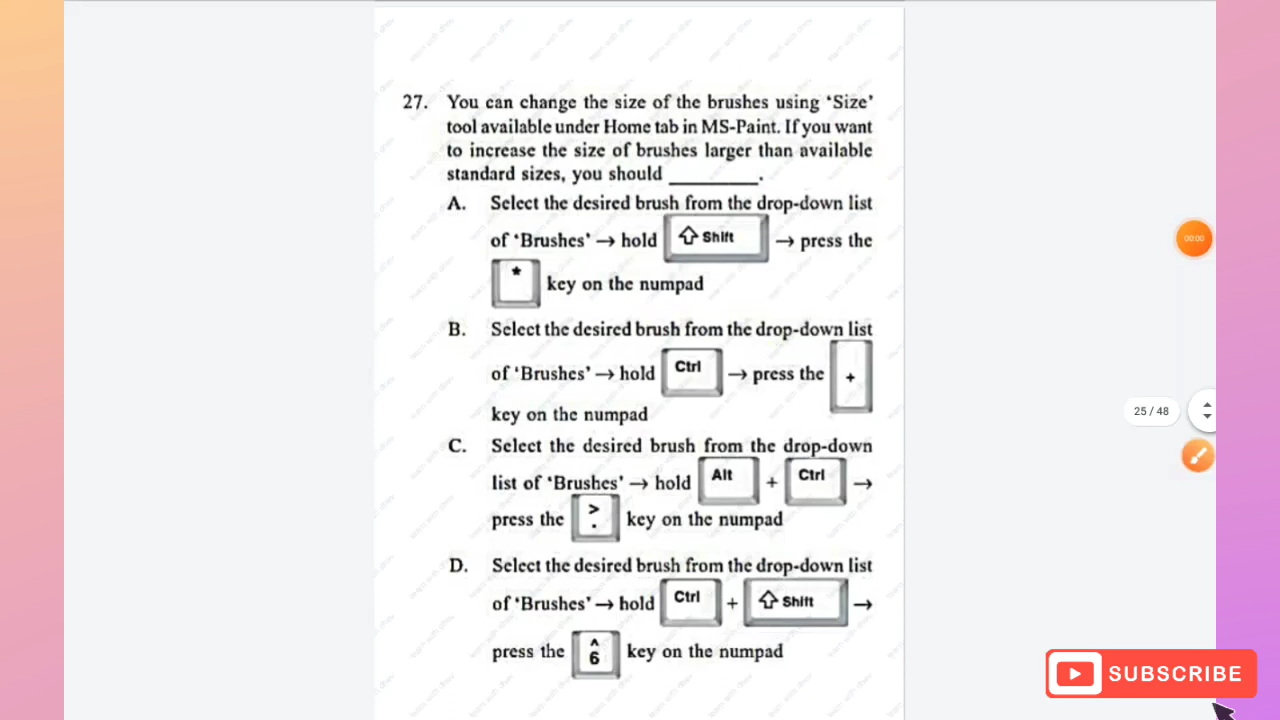 27. You can change the size of the brushes using ‘Size’
tool available under Home tab in MS-Paint. If you want
to increase the size of brushes larger than available
standard sizes, you should _________.
A. Select the desired brush from the drop-down list
of ‘Brushes’ → hold ⇧ Shift → press the
* key on the numpad
B. Select the desired brush from the drop-down list
of ‘Brushes’ → hold Ctrl → press the +
key on the numpad
C. Select the desired brush from the drop-down
list of ‘Brushes’ → hold Alt + Ctrl →
press the > . key on the numpad
D. Select the desired brush from the drop-down list
of ‘Brushes’ → hold Ctrl + ⇧ Shift →
press the ^ 6 key on the numpad
00:00
25 / 48
SUBSCRIBE